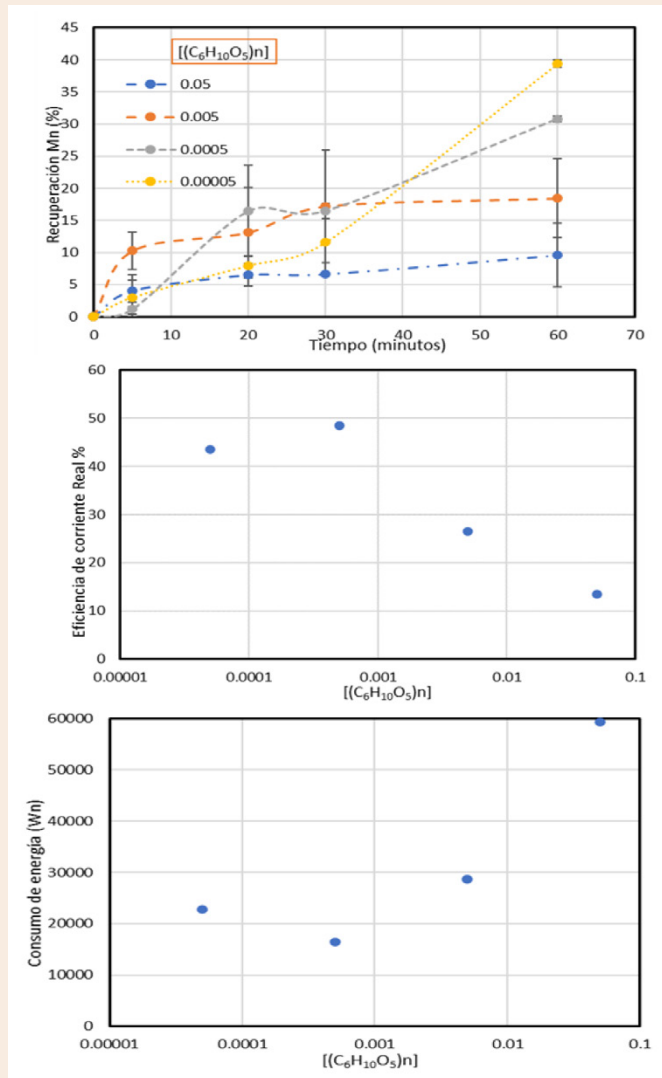 45
40
35
30
25
20
15
10
5
0
Recuperación Mn (%)
[(C₆H₁₀O₅)n]
0.05
0.005
0.0005
0.00005
0 10 20 30 40 50 60 70
Tiempo (minutos)
60
50
40
30
20
10
0
Eficiencia de corriente Real %
0.00001 0.0001 0.001 0.01 0.1
[(C₆H₁₀O₅)n]
60000
50000
40000
30000
20000
10000
0
Consumo de energía (Wn)
0.00001 0.0001 0.001 0.01 0.1
[(C₆H₁₀O₅)n]